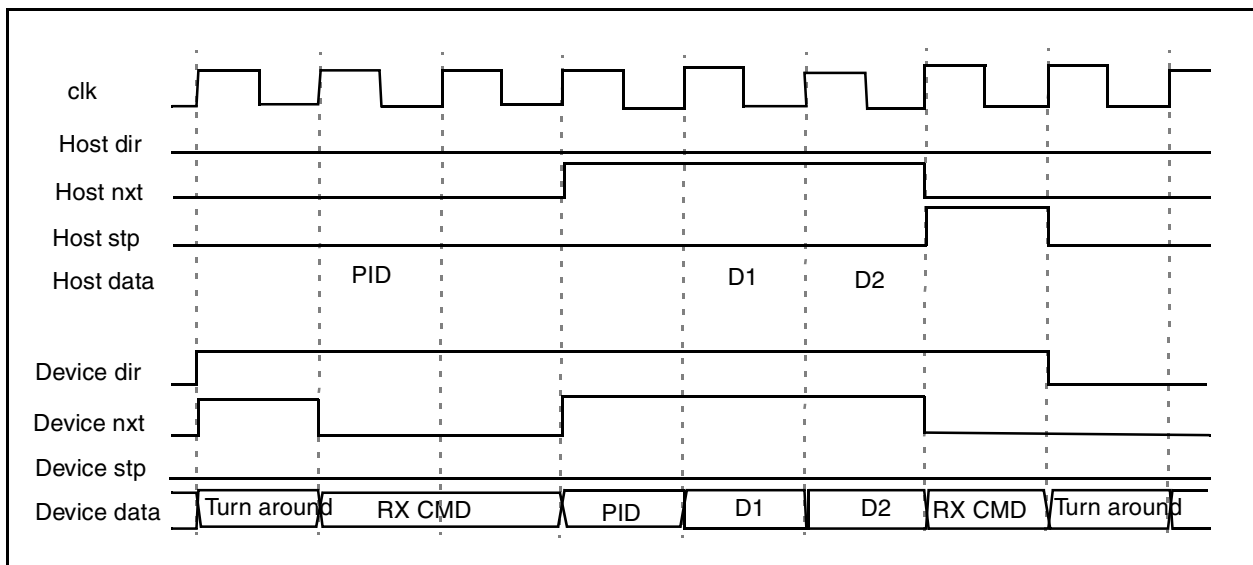 clk
Host dir
Host nxt
Host stp
Host data PID D1 D2
Device dir
Device nxt
Device stp
Device data Turn around RX CMD PID D1 D2 RX CMD Turn around